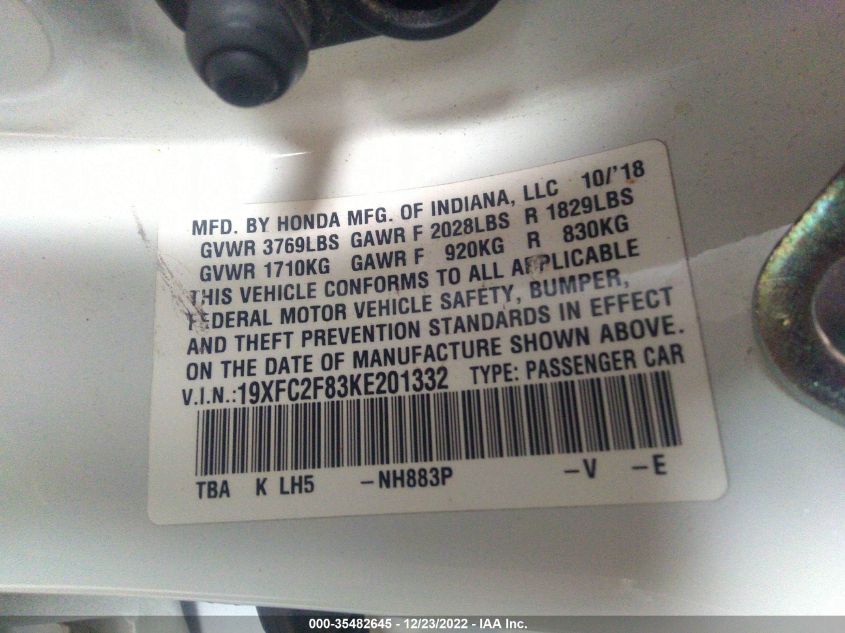 MFD. BY HONDA MFG. OF INDIANA, LLC 10/'18
GVWR 3769LBS GAWR F 2028LBS R 1829LBS
GVWR 1710KG GAWR F 920KG R 830KG
THIS VEHICLE CONFORMS TO ALL APPLICABLE
FEDERAL MOTOR VEHICLE SAFETY, BUMPER,
AND THEFT PREVENTION STANDARDS IN EFFECT
ON THE DATE OF MANUFACTURE SHOWN ABOVE.
V.I.N.:19XFC2F83KE201332 TYPE: PASSENGER CAR
TBA K LH5 -NH883P -V -E
000-35482645 - 12/23/2022 - IAA Inc.